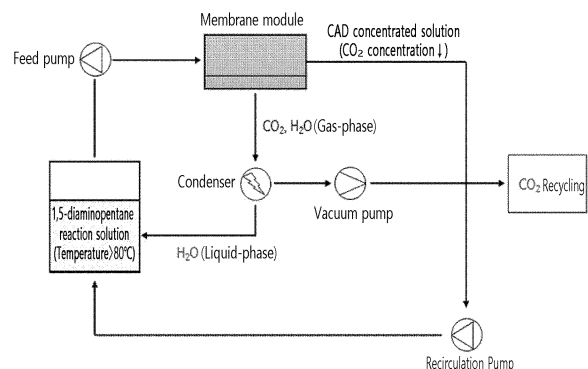 Membrane module
CAD concentrated solution
(CO₂ concentration↓)
Feed pump
CO₂, H₂O(Gas-phase)
Condenser
Vacuum pump
CO₂ Recycling
1,5-diaminopentane
reaction solution
(Temperature>80℃)
H₂O(Liquid-phase)
Recirculation Pump